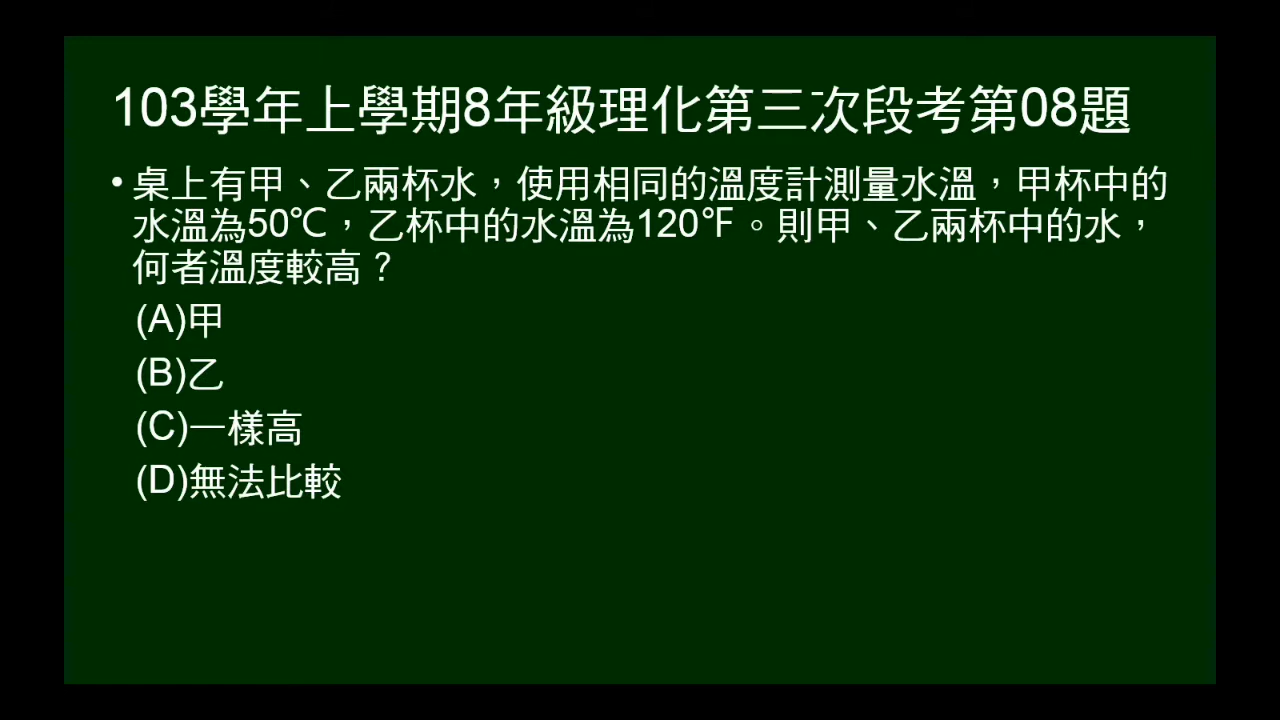 103學年上學期8年級理化第三次段考第08題
• 桌上有甲、乙兩杯水，使用相同的溫度計測量水溫，甲杯中的
水溫為50℃，乙杯中的水溫為120℉。則甲、乙兩杯中的水，
何者溫度較高？
(A)甲
(B)乙
(C)一樣高
(D)無法比較